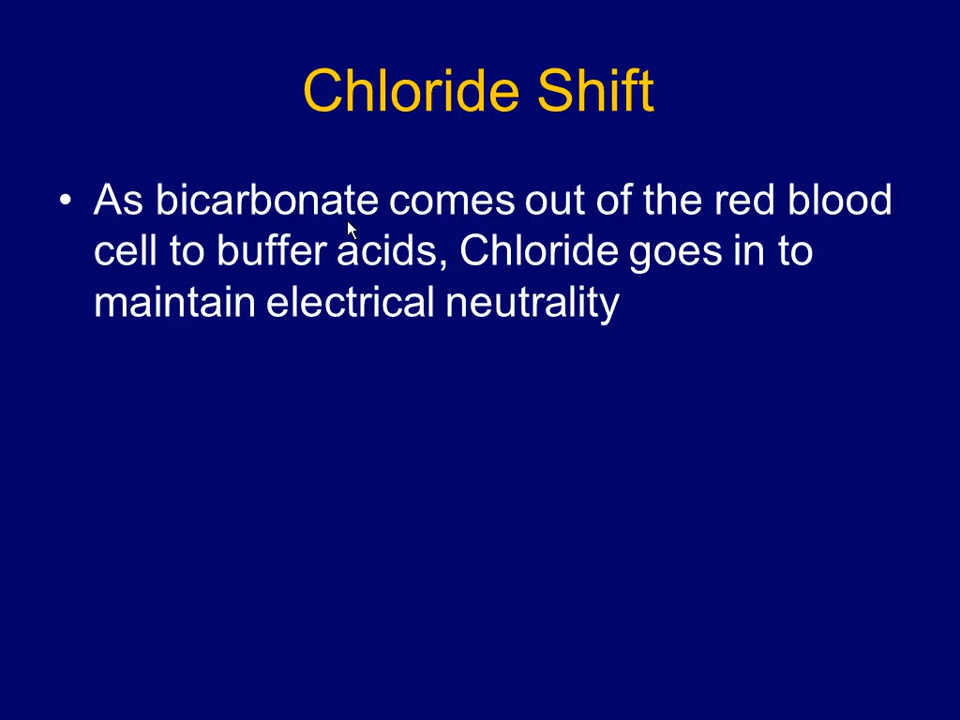 Chloride Shift
• As bicarbonate comes out of the red blood
cell to buffer acids, Chloride goes in to
maintain electrical neutrality